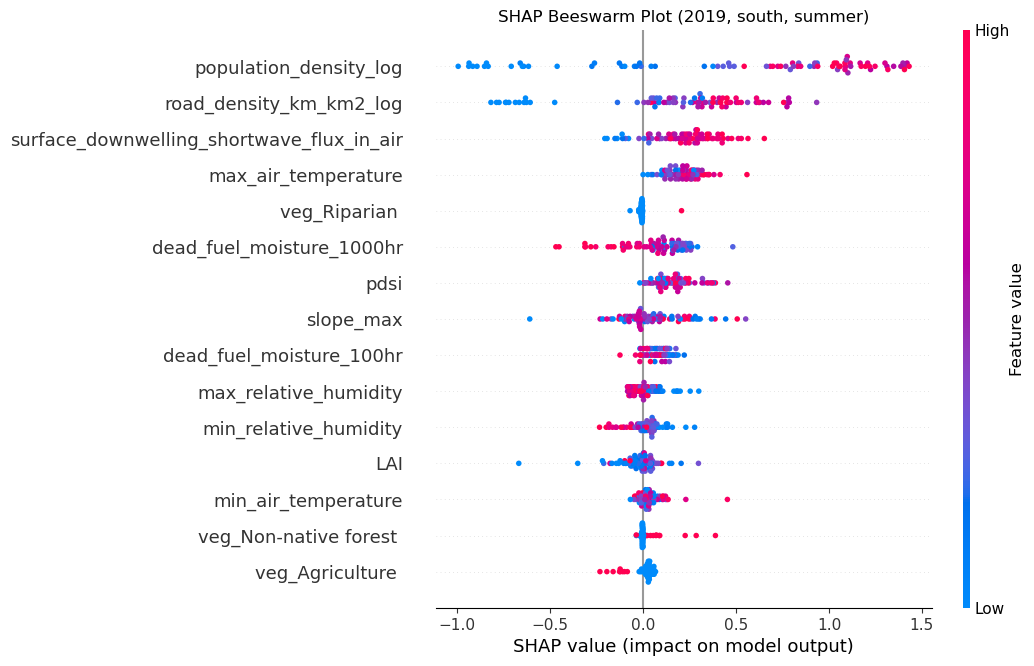 SHAP Beeswarm Plot (2019, south, summer)
High
population_density_log
road_density_km_km2_log
surface_downwelling_shortwave_flux_in_air
max_air_temperature
veg_Riparian
dead_fuel_moisture_1000hr
pdsi
slope_max
dead_fuel_moisture_100hr
max_relative_humidity
min_relative_humidity
LAI
min_air_temperature
veg_Non-native forest
veg_Agriculture
Feature value
Low
−1.0 −0.5 0.0 0.5 1.0 1.5
SHAP value (impact on model output)